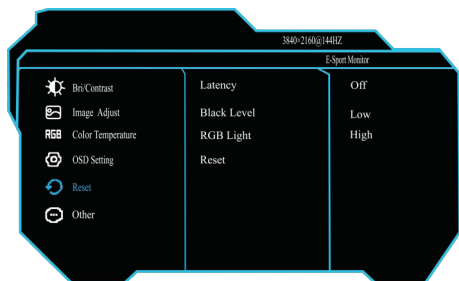 3840×2160@144HZ
E-Sport Monitor
Bri/Contrast
Image Adjust
RGB Color Temperature
OSD Setting
Reset
Other
Latency
Black Level
RGB Light
Reset
Off
Low
High